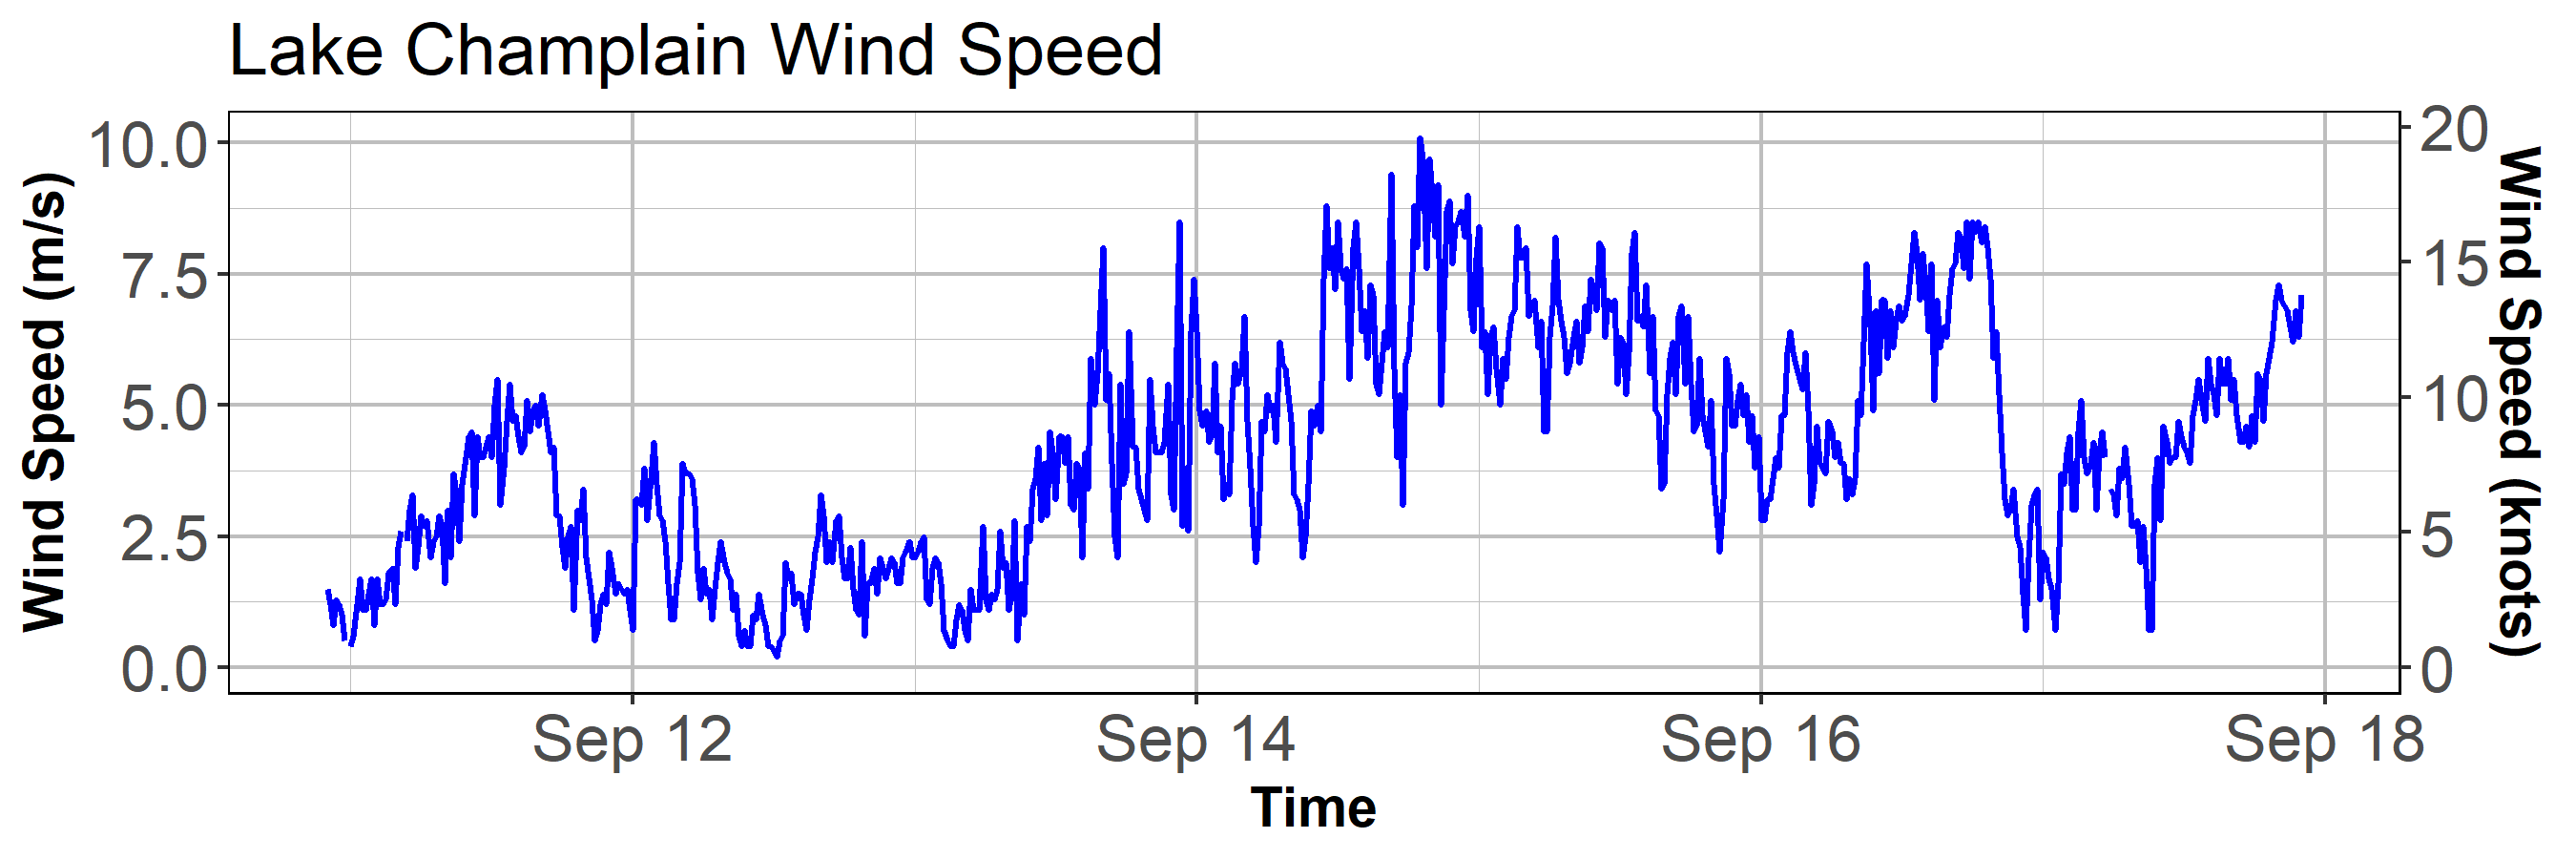 Lake Champlain Wind Speed
Wind Speed (m/s)
10.0
7.5
5.0
2.5
0.0
20
15
10
5
0
Wind Speed (knots)
Sep 12
Sep 14
Sep 16
Sep 18
Time